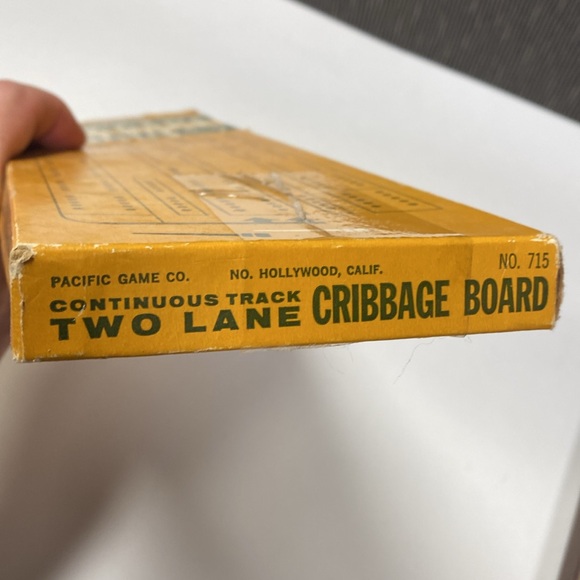 PACIFIC GAME CO. NO. HOLLYWOOD, CALIF. NO. 715
CONTINUOUS TRACK
TWO LANE CRIBBAGE BOARD